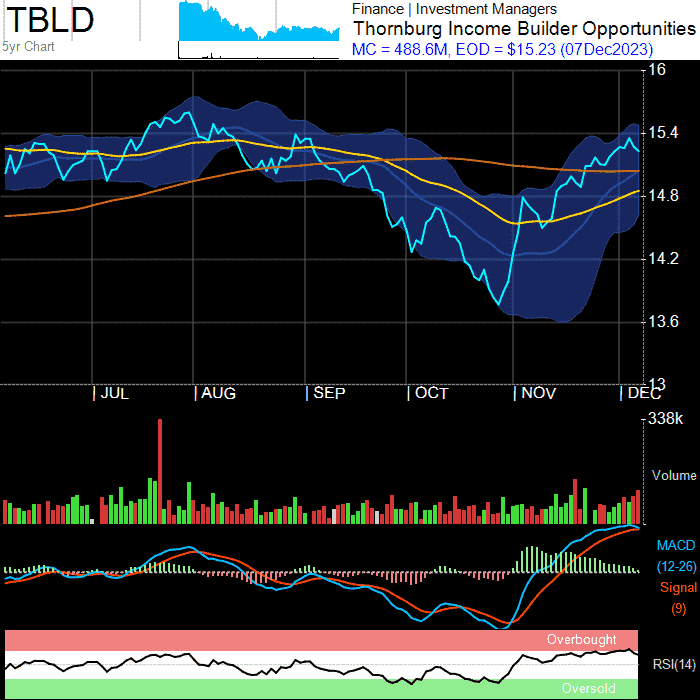 TBLD
5yr Chart
Finance | Investment Managers
Thornburg Income Builder Opportunities
MC = 488.6M, EOD = $15.23 (07Dec2023)
16
15.4
14.8
14.2
13.6
13
| JUL | AUG | SEP | OCT | NOV | DEC
338k
Volume
MACD
(12-26)
Signal
(9)
Overbought
RSI(14)
Oversold